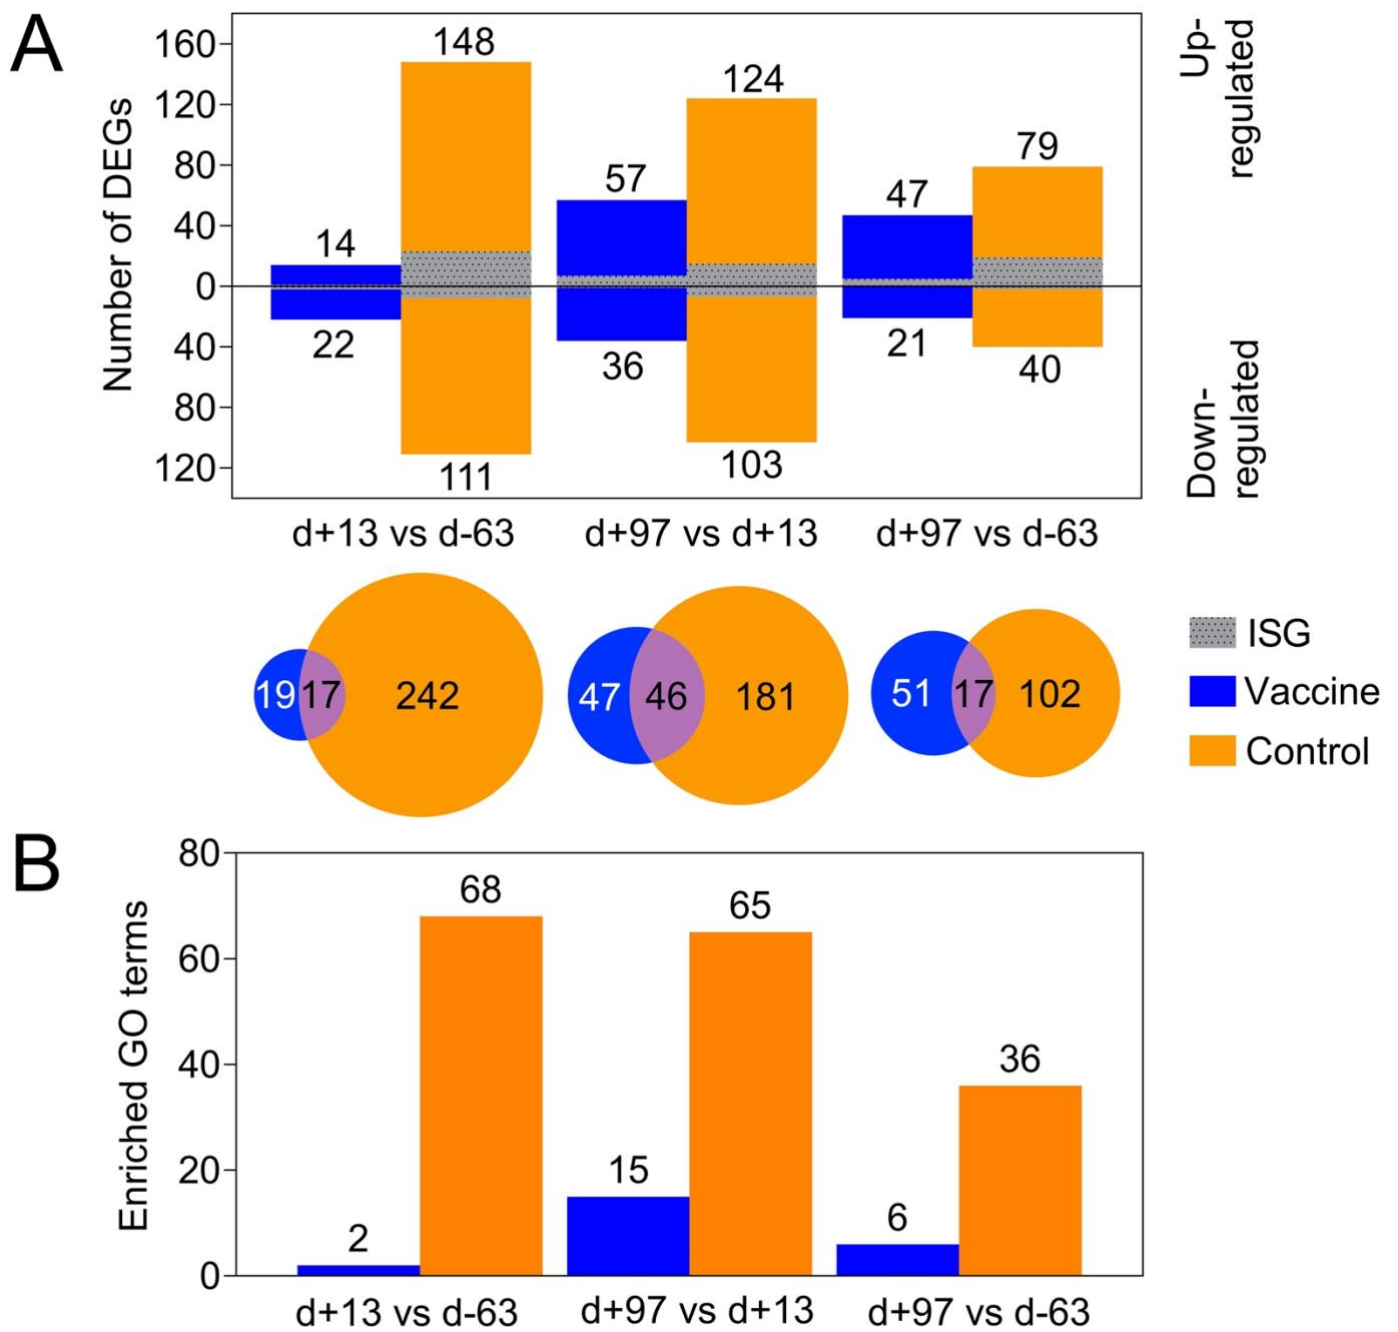 A
Number of DEGs
160
120
80
40
0
40
80
120
148
14
22
111
124
57
36
103
79
47
21
40
Up-
regulated
Down-
regulated
d+13 vs d-63
d+97 vs d+13
d+97 vs d-63
19
17
242
47
46
181
51
17
102
ISG
Vaccine
Control
B
Enriched GO terms
80
60
40
20
0
2
68
15
65
6
36
d+13 vs d-63
d+97 vs d+13
d+97 vs d-63